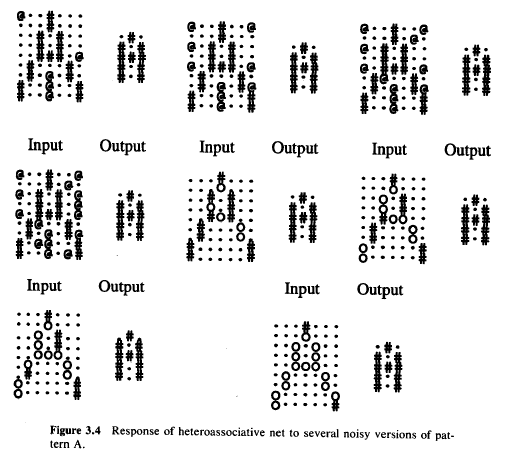 Input Output Input Output Input Output
Input Output Input Output
Figure 3.4 Response of heteroassociative net to several noisy versions of pat-
tern A.